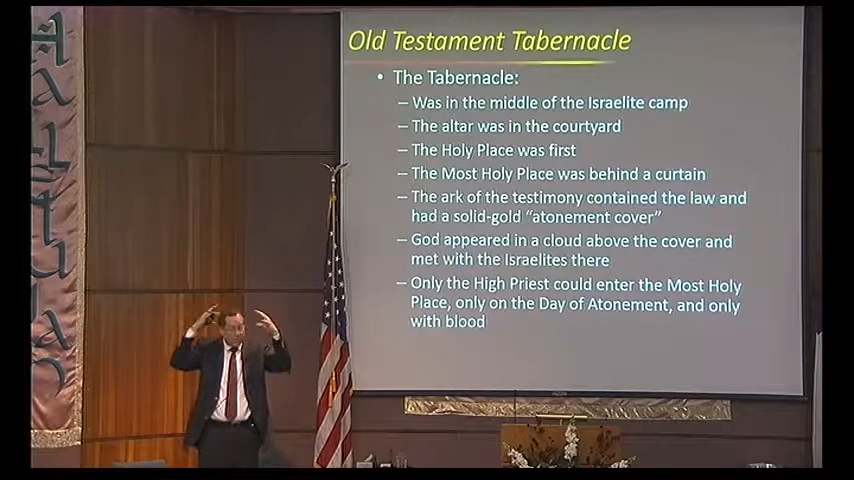 Old Testament Tabernacle
• The Tabernacle:
– Was in the middle of the Israelite camp
– The altar was in the courtyard
– The Holy Place was first
– The Most Holy Place was behind a curtain
– The ark of the testimony contained the law and
had a solid-gold “atonement cover”
– God appeared in a cloud above the cover and
met with the Israelites there
– Only the High Priest could enter the Most Holy
Place, only on the Day of Atonement, and only
with blood